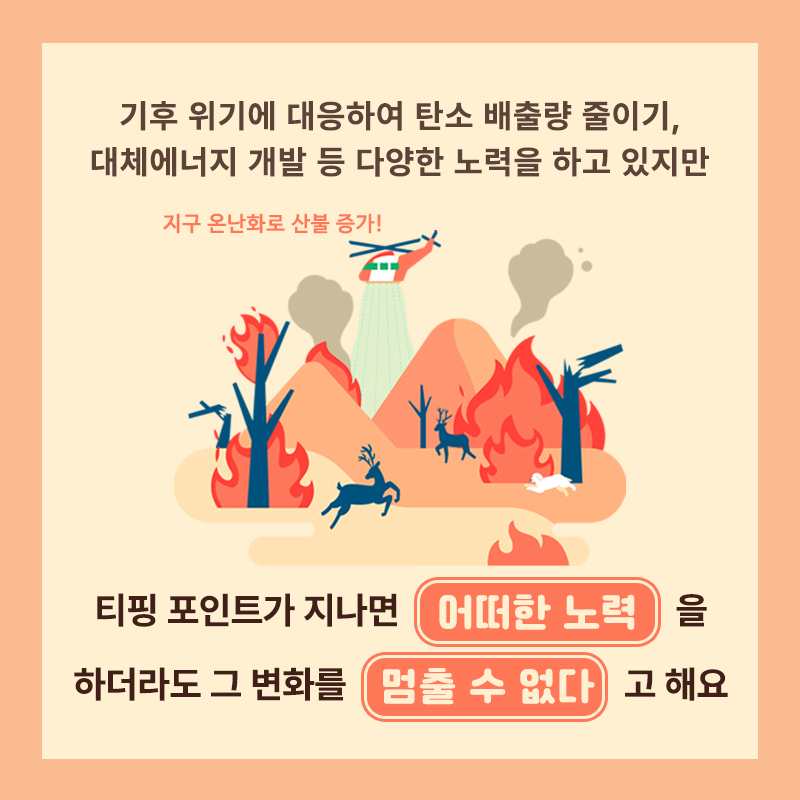 기후 위기에 대응하여 탄소 배출량 줄이기,
대체에너지 개발 등 다양한 노력을 하고 있지만
지구 온난화로 산불 증가!
티핑 포인트가 지나면 어떠한 노력 을
하더라도 그 변화를 멈출 수 없다 고 해요